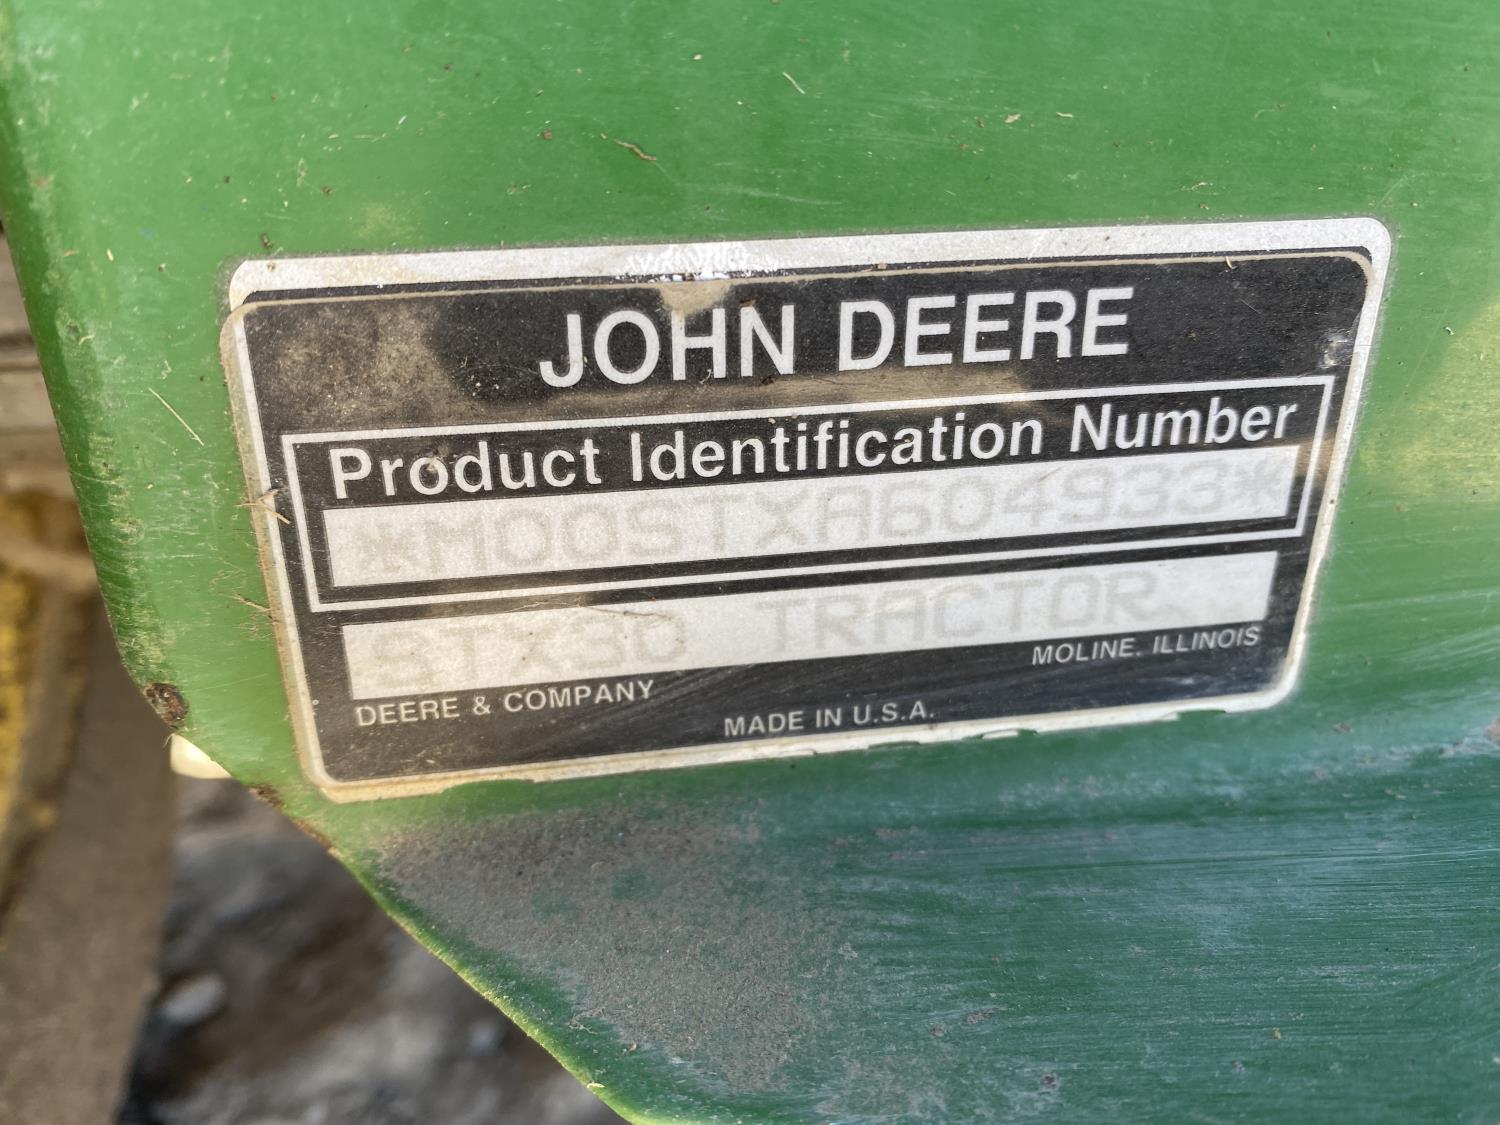 JOHN DEERE
Product Identification Number
*M00STXA604933*
STX30 TRACTOR
DEERE & COMPANY MOLINE, ILLINOIS
MADE IN U.S.A.